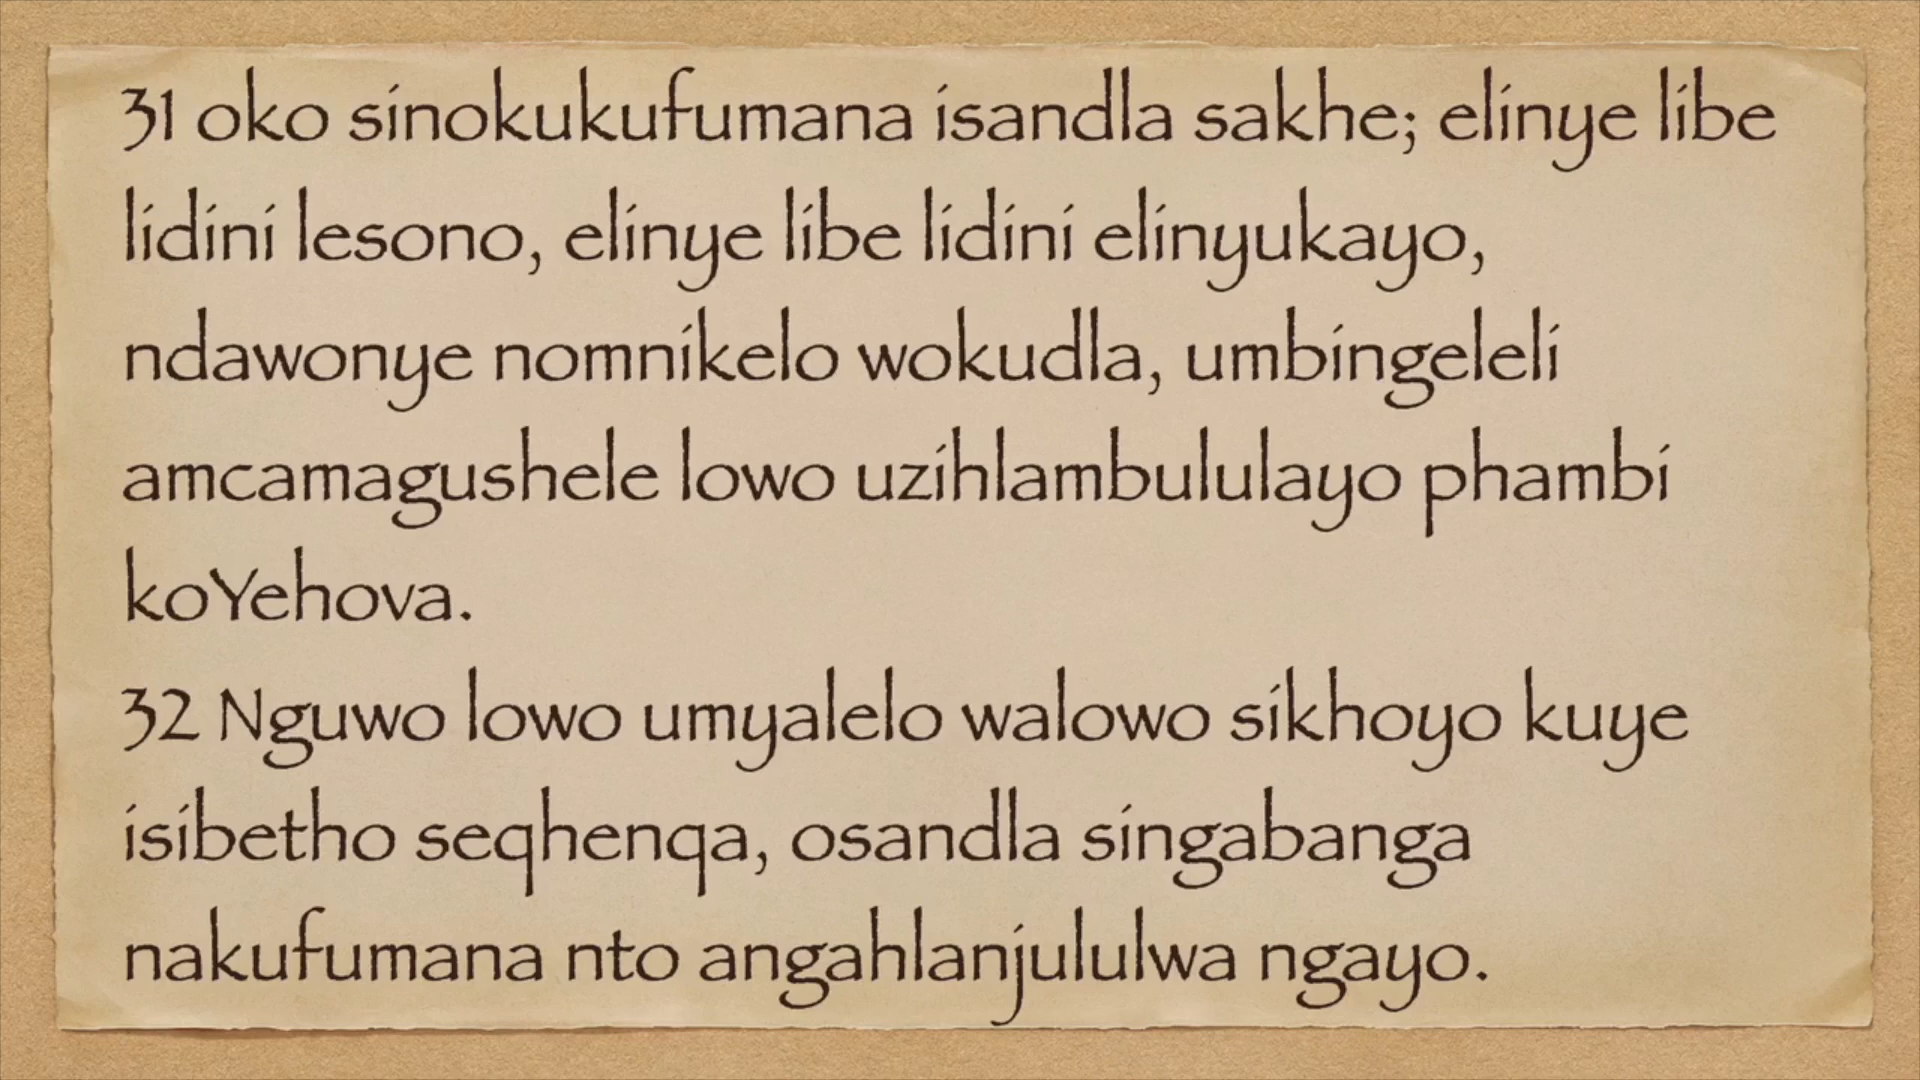 31 oko sinokukufumana isandla sakhe; elinye libe
lidini lesono, elinye libe lidini elinyukayo,
ndawonye nomnikelo wokudla, umbingeleli
amcamagushele lowo uzihlambululayo phambi
koYehova.
32 Nguwo lowo umyalelo walowo sikhoyo kuye
isibetho seqhenqa, osandla singabanga
nakufumana nto angahlanjululwa ngayo.